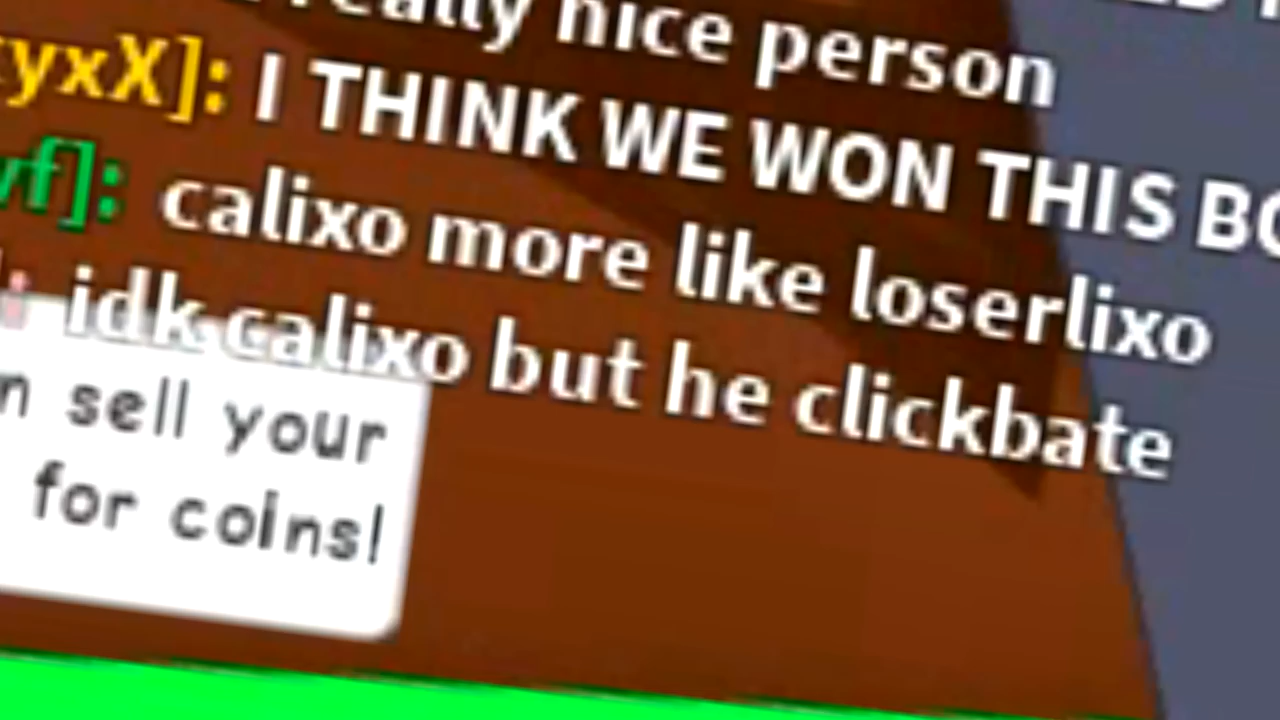 really nice person
yxX]: I THINK WE WON THIS
vf]: calixo more like loserlixo
: idk calixo but he clickbate
sell your
for coins!